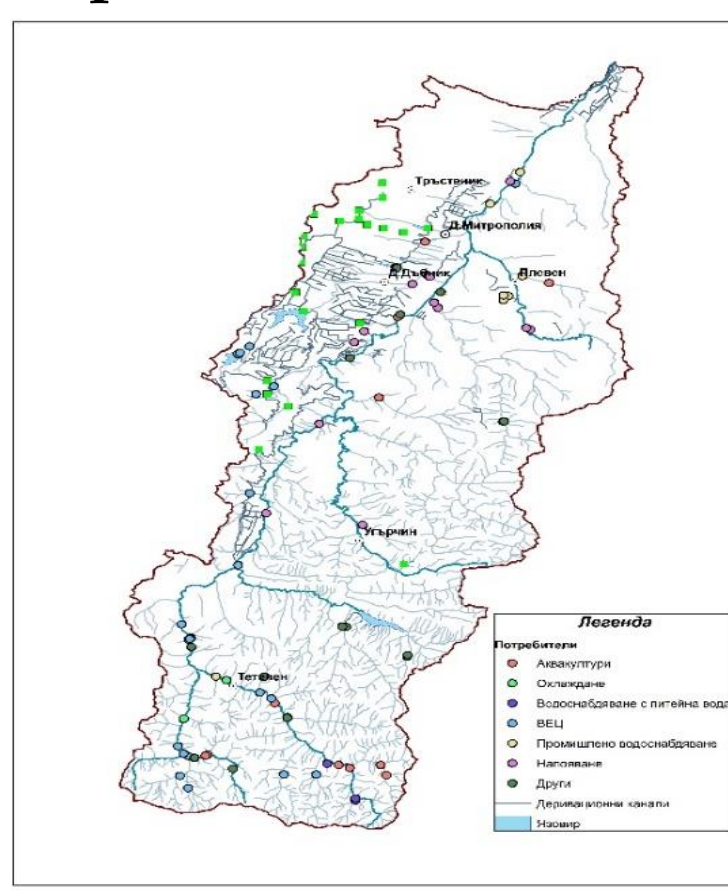 Тръстеник
Д.Митрополия
Д.Дъбник
Плевен
Угърчин
Тетевен
Легенда
Потребители
Аквакултури
Охлаждане
Водоснабдяване с питейна вода
ВЕЦ
Промишлено водоснабдяване
Напояване
Други
Деривационни канали
Язовир